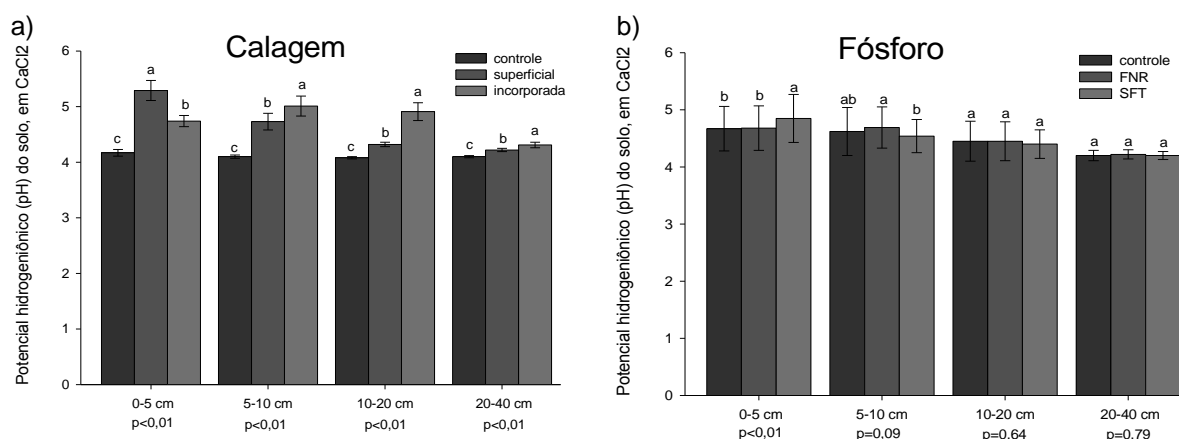 a)
Calagem
controle
superficial
incorporada
Potencial hidrogeniônico (pH) do solo, em CaCl2
6
5
4
3
2
1
0
c a b
c b a
c b a
c b a
0-5 cm 5-10 cm 10-20 cm 20-40 cm
p<0,01 p<0,01 p<0,01 p<0,01
b)
Fósforo
controle
FNR
SFT
Potencial hidrogeniônico (pH) do solo, em CaCl2
6
5
4
3
2
1
0
b b a
ab a b
a a a
a a a
0-5 cm 5-10 cm 10-20 cm 20-40 cm
p<0,01 p=0,09 p=0,64 p=0,79